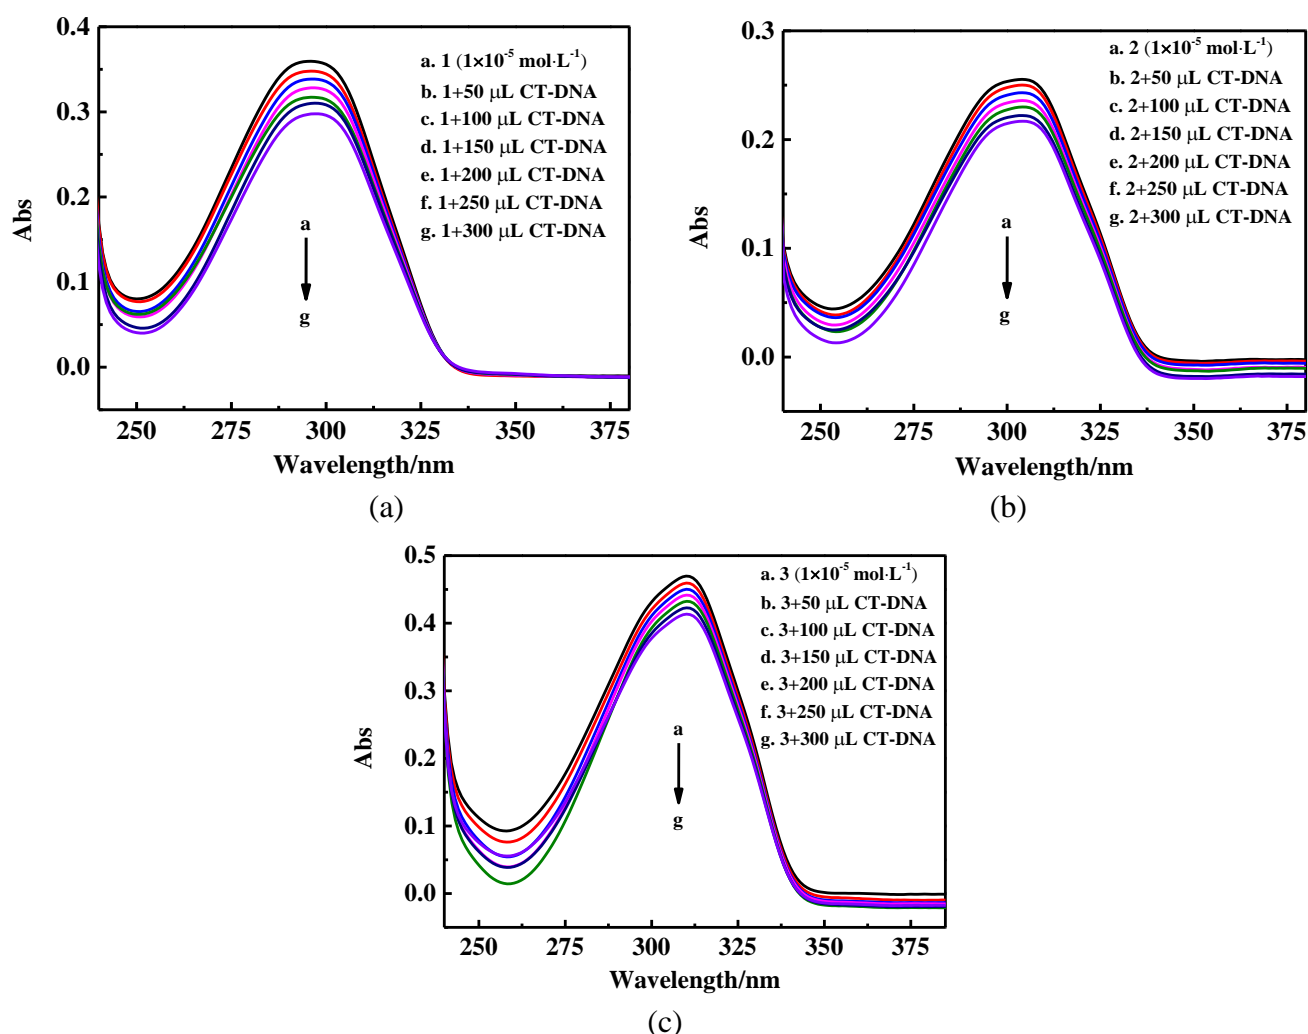 0.4
0.3
0.2
0.1
0.0
Abs
a. 1 (1×10⁻⁵ mol·L⁻¹)
b. 1+50 μL CT-DNA
c. 1+100 μL CT-DNA
d. 1+150 μL CT-DNA
e. 1+200 μL CT-DNA
f. 1+250 μL CT-DNA
g. 1+300 μL CT-DNA
a
g
250 275 300 325 350 375
Wavelength/nm
(a)
0.3
0.2
0.1
0.0
Abs
a. 2 (1×10⁻⁵ mol·L⁻¹)
b. 2+50 μL CT-DNA
c. 2+100 μL CT-DNA
d. 2+150 μL CT-DNA
e. 2+200 μL CT-DNA
f. 2+250 μL CT-DNA
g. 2+300 μL CT-DNA
a
g
250 275 300 325 350 375
Wavelength/nm
(b)
0.5
0.4
0.3
0.2
0.1
0.0
Abs
a. 3 (1×10⁻⁵ mol·L⁻¹)
b. 3+50 μL CT-DNA
c. 3+100 μL CT-DNA
d. 3+150 μL CT-DNA
e. 3+200 μL CT-DNA
f. 3+250 μL CT-DNA
g. 3+300 μL CT-DNA
a
g
250 275 300 325 350 375
Wavelength/nm
(c)